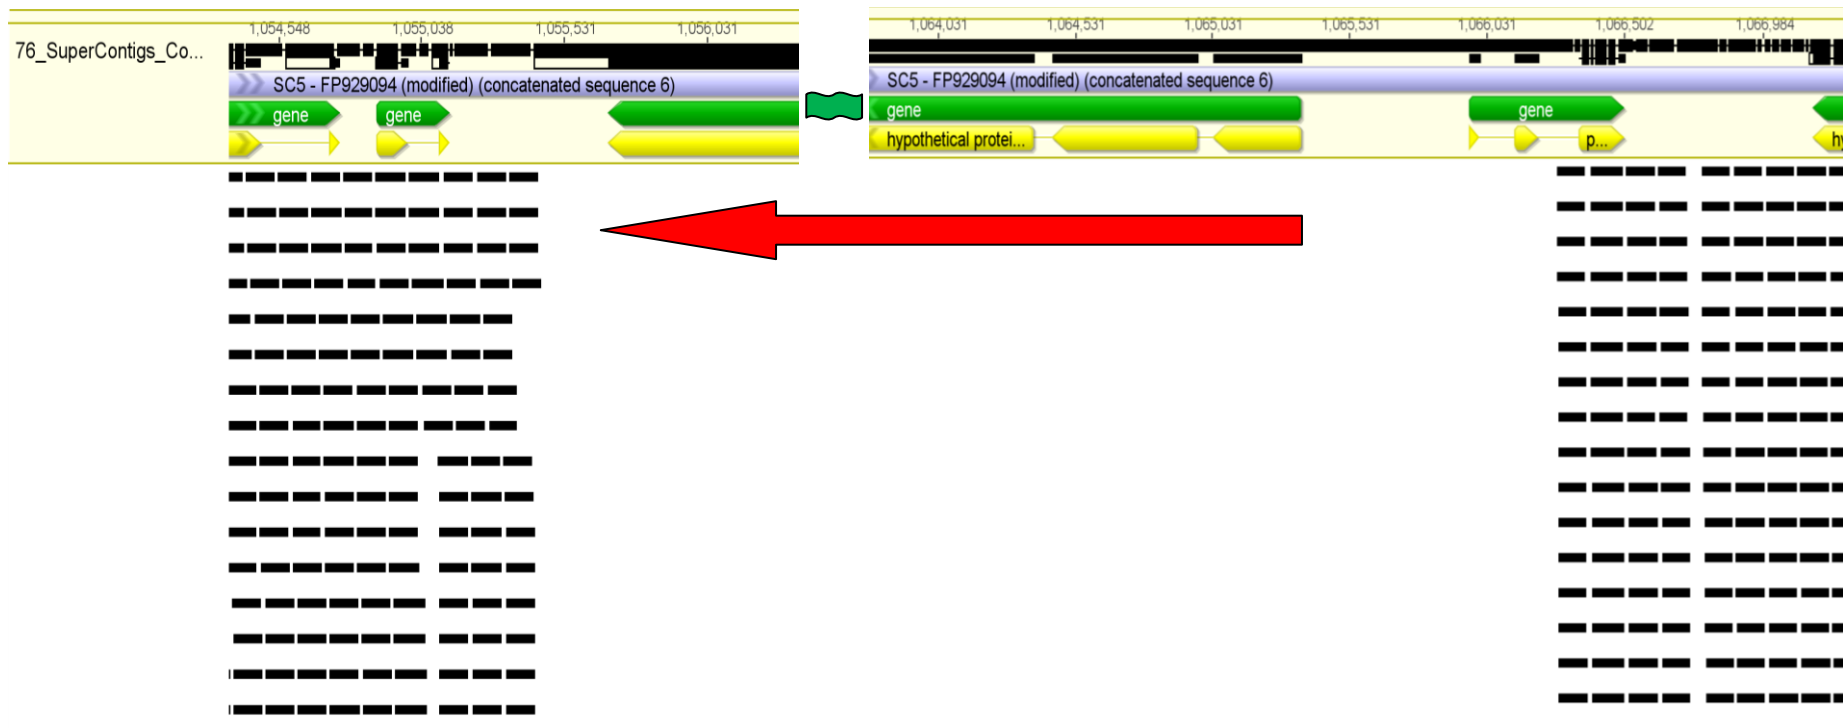 1,054,548 1,055,038 1,055,531 1,056,031
76_SuperContigs_Co...
SC5 - FP929094 (modified) (concatenated sequence 6)
gene gene
1,064,031 1,064,531 1,065,031 1,065,531 1,066,031 1,066,502 1,066,984
SC5 - FP929094 (modified) (concatenated sequence 6)
gene gene
hypothetical protei... p... hy